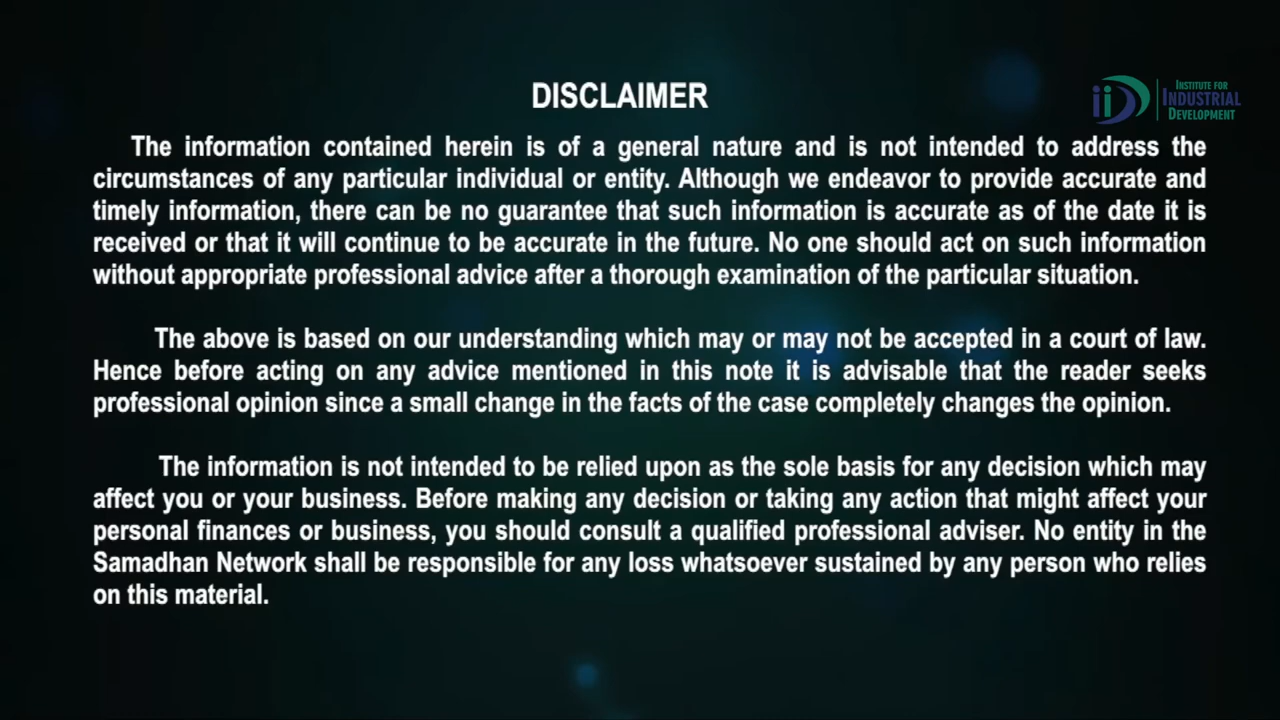 DISCLAIMER
INSTITUTE FOR
INDUSTRIAL
DEVELOPMENT
The information contained herein is of a general nature and is not intended to address the
circumstances of any particular individual or entity. Although we endeavor to provide accurate and
timely information, there can be no guarantee that such information is accurate as of the date it is
received or that it will continue to be accurate in the future. No one should act on such information
without appropriate professional advice after a thorough examination of the particular situation.
The above is based on our understanding which may or may not be accepted in a court of law.
Hence before acting on any advice mentioned in this note it is advisable that the reader seeks
professional opinion since a small change in the facts of the case completely changes the opinion.
The information is not intended to be relied upon as the sole basis for any decision which may
affect you or your business. Before making any decision or taking any action that might affect your
personal finances or business, you should consult a qualified professional adviser. No entity in the
Samadhan Network shall be responsible for any loss whatsoever sustained by any person who relies
on this material.